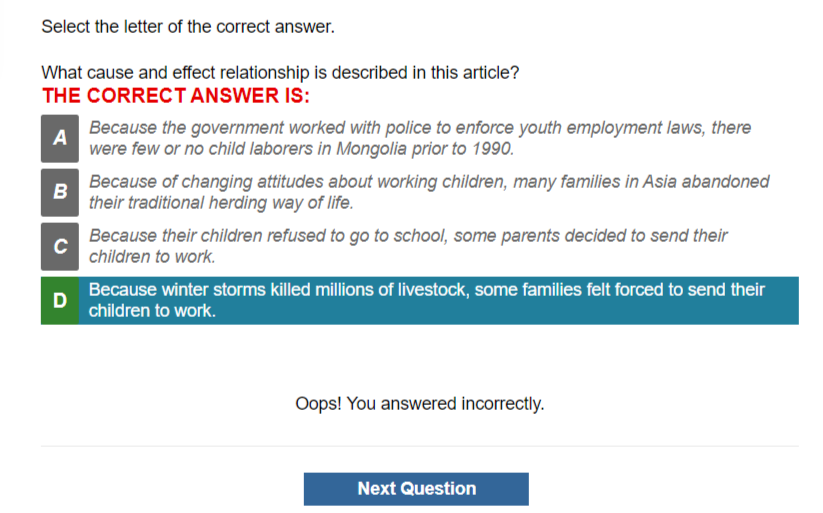 Select the letter of the correct answer.
What cause and effect relationship is described in this article?
THE CORRECT ANSWER IS:
A
Because the government worked with police to enforce youth employment laws, there
were few or no child laborers in Mongolia prior to 1990.
B
Because of changing attitudes about working children, many families in Asia abandoned
their traditional herding way of life.
C
Because their children refused to go to school, some parents decided to send their
children to work.
D
Because winter storms killed millions of livestock, some families felt forced to send their
children to work.
Oops! You answered incorrectly.
Next Question